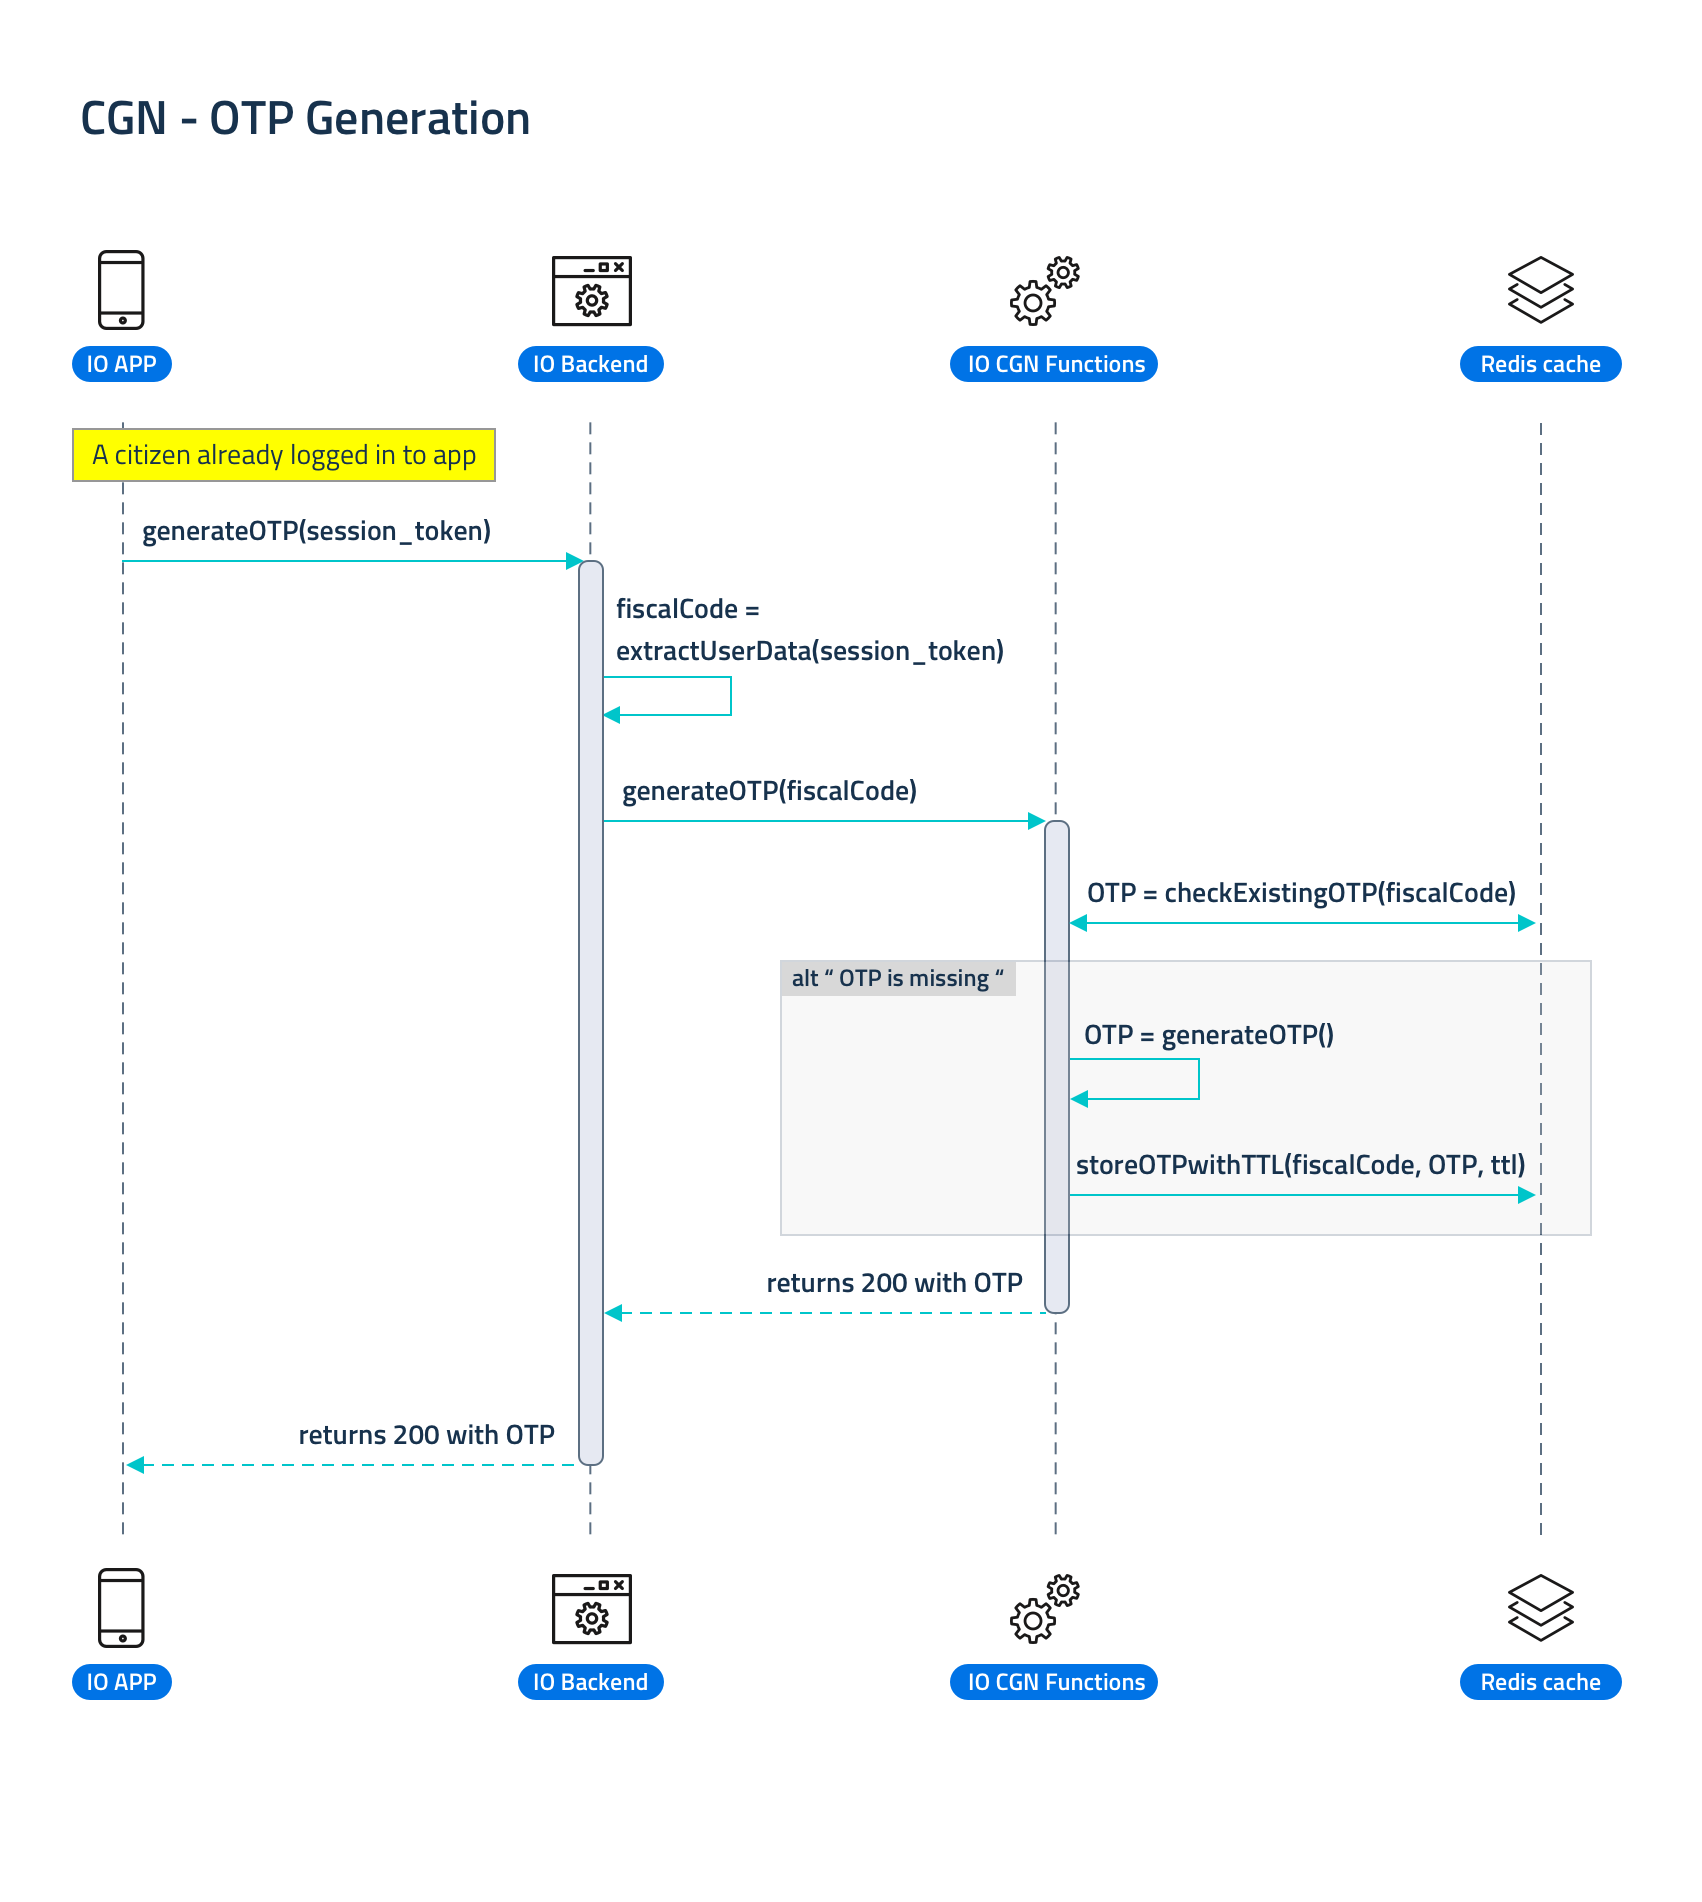 CGN - OTP Generation
IO APP
IO Backend
IO CGN Functions
Redis cache
A citizen already logged in to app
generateOTP(session_token)
fiscalCode =
extractUserData(session_token)
generateOTP(fiscalCode)
OTP = checkExistingOTP(fiscalCode)
alt “ OTP is missing “
OTP = generateOTP()
storeOTPwithTTL(fiscalCode, OTP, ttl)
returns 200 with OTP
returns 200 with OTP
IO APP
IO Backend
IO CGN Functions
Redis cache